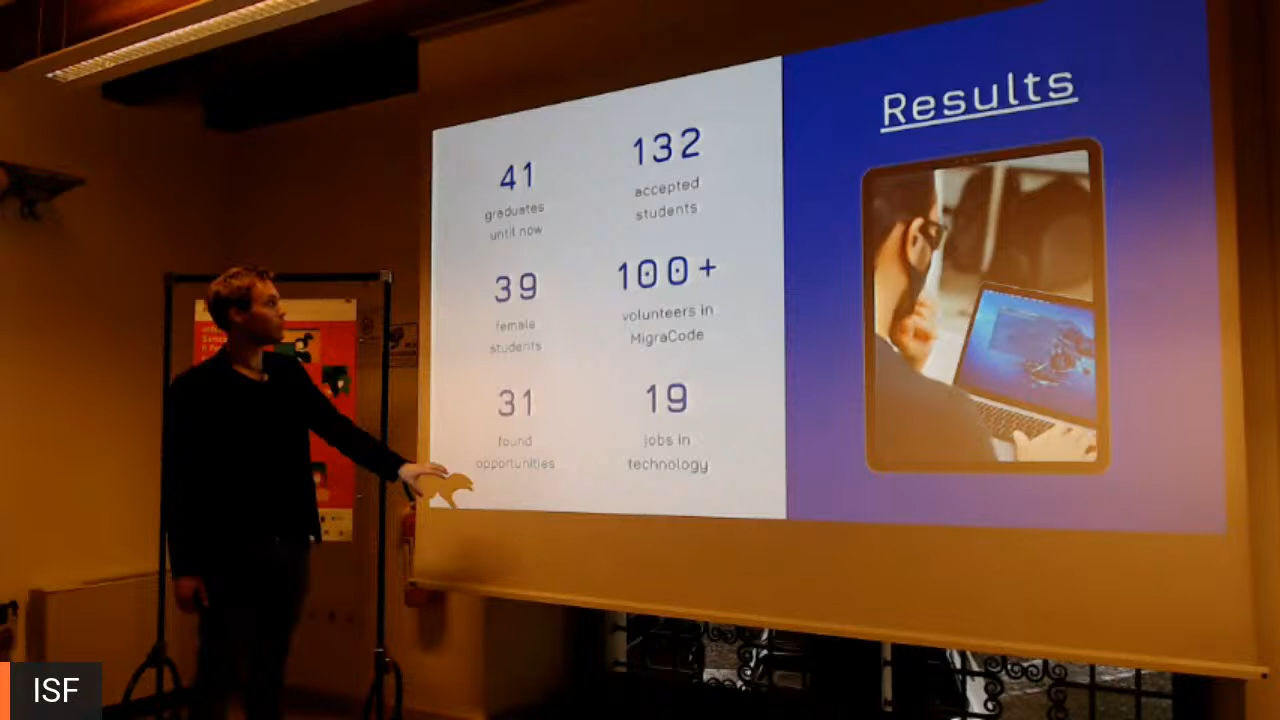 Results
41
graduates
until now
132
accepted
students
39
female
students
100+
volunteers in
MigraCode
31
found
opportunities
19
jobs in
technology
ISF